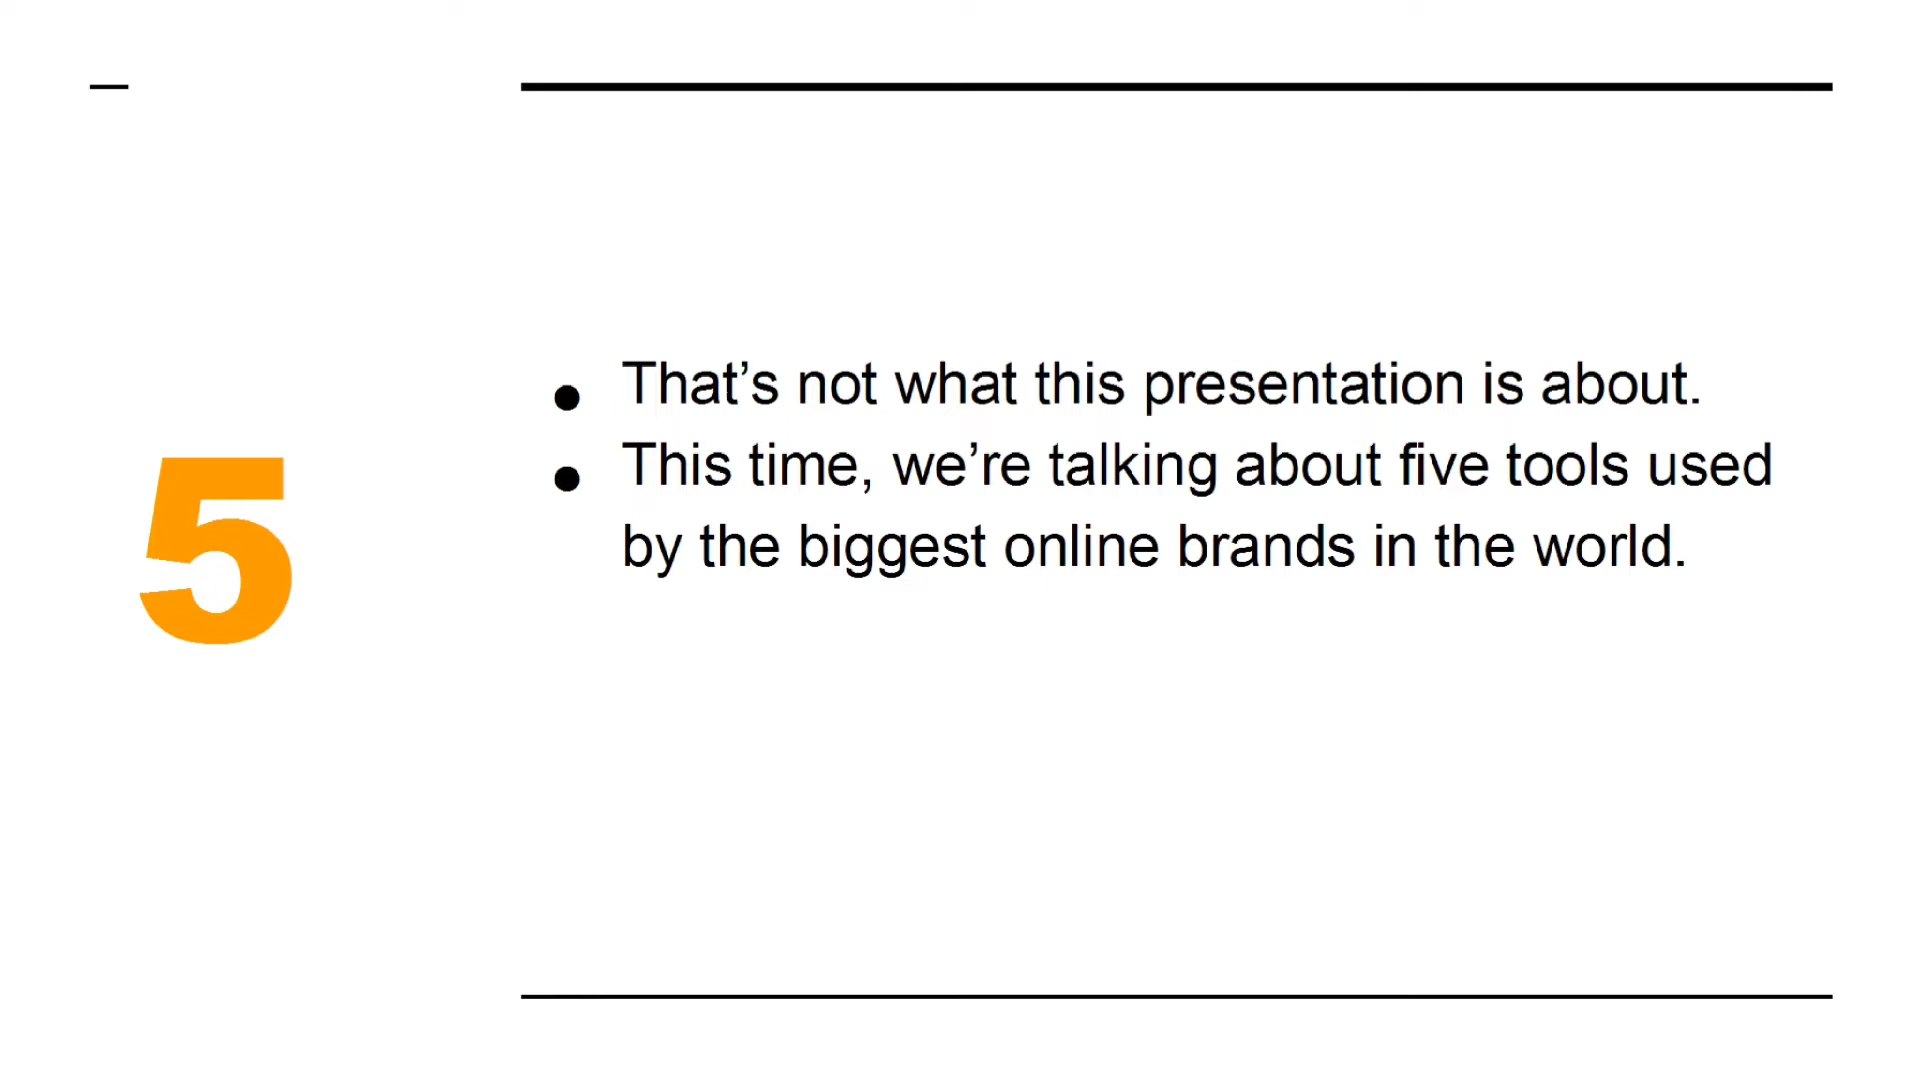 5
• That’s not what this presentation is about.
• This time, we’re talking about five tools used
by the biggest online brands in the world.